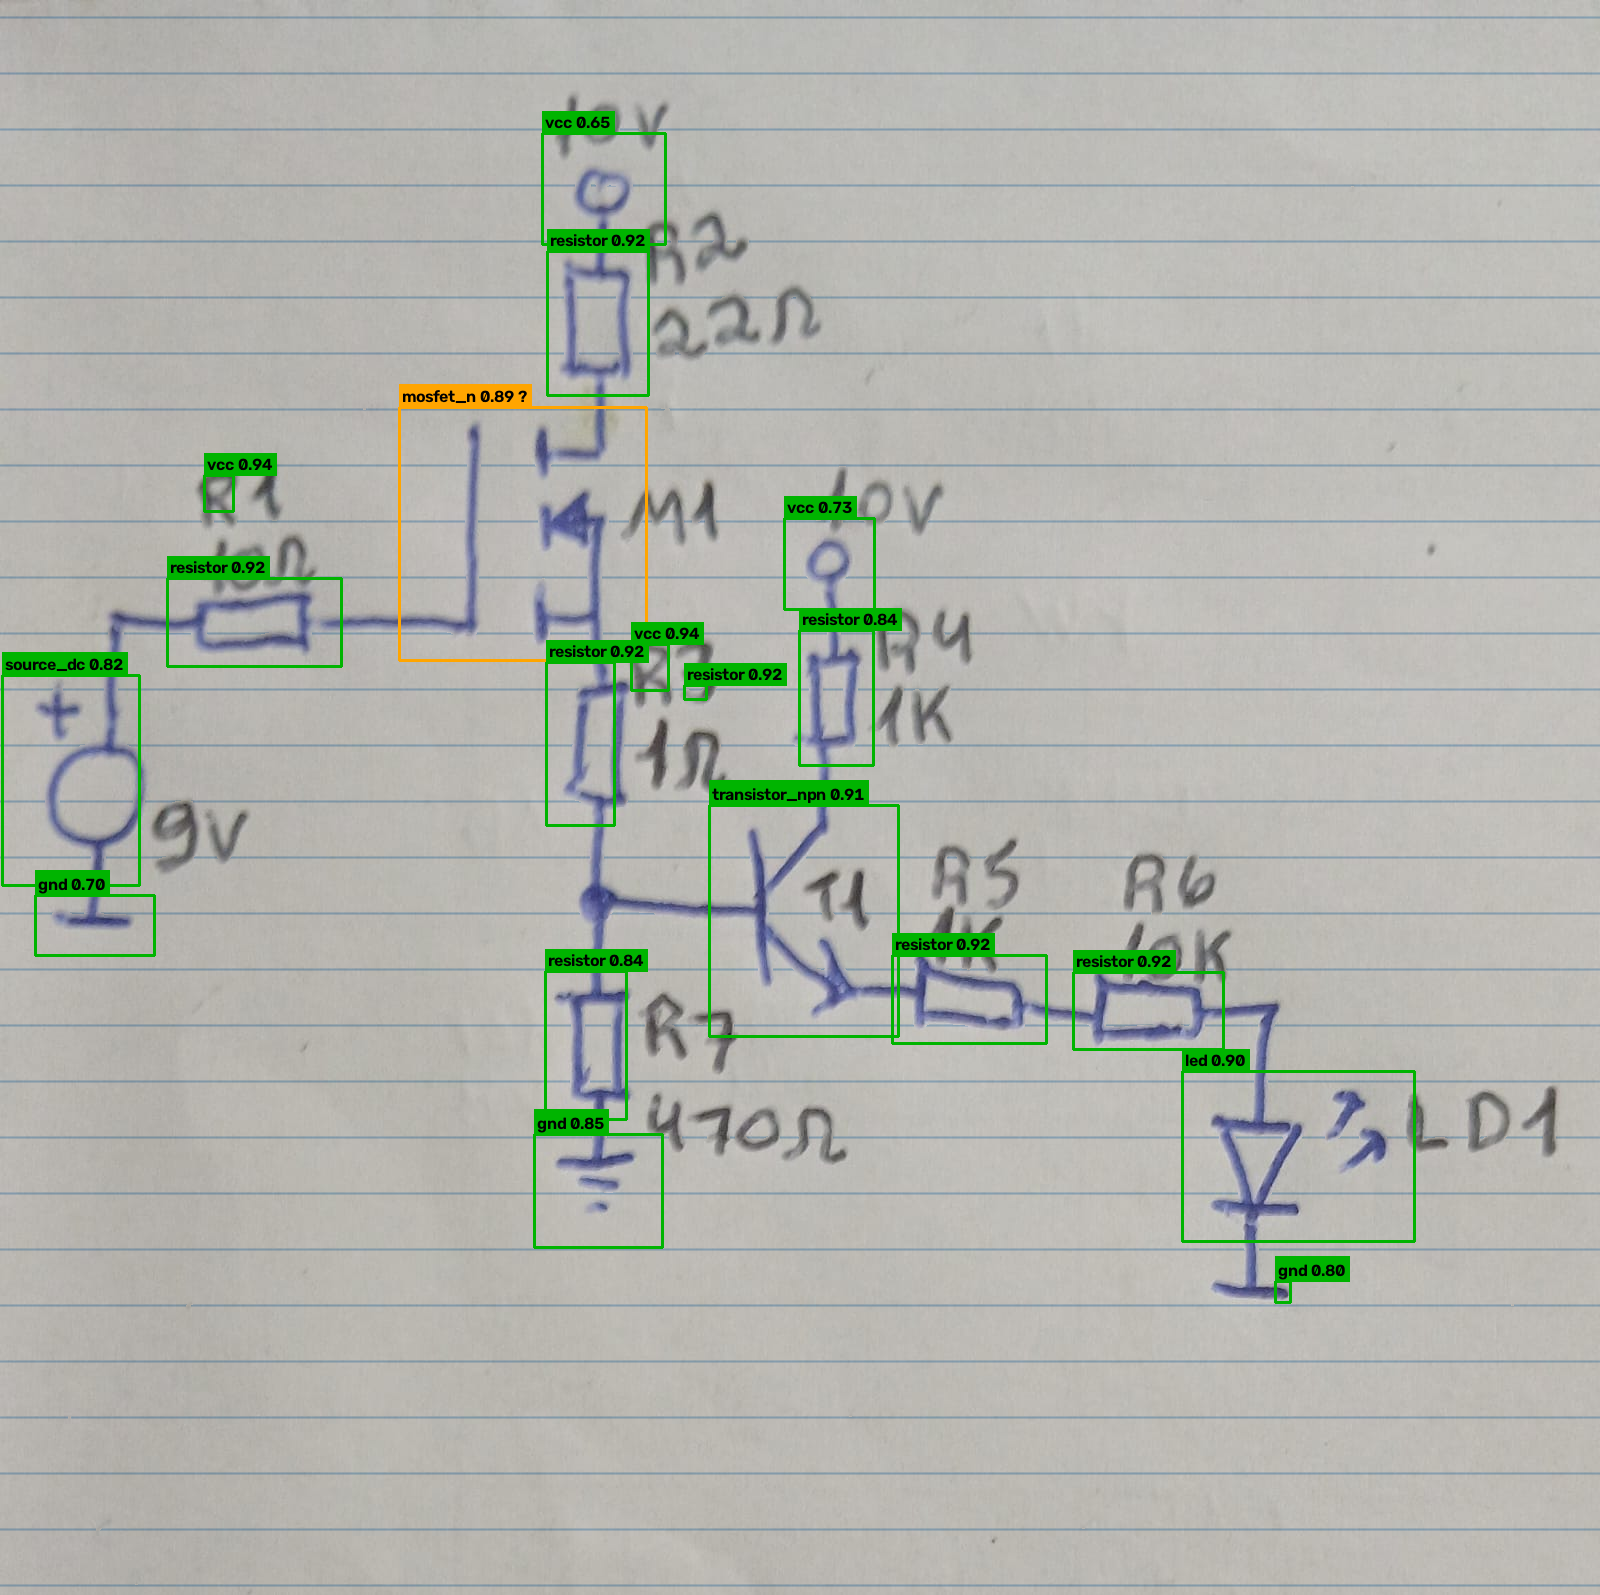 vcc 0.65
10V
resistor 0.92
R2
22Ω
mosfet_n 0.89 ?
vcc 0.94
R1
M1
vcc 0.73
10V
resistor 0.92
10Ω
resistor 0.84
R4
1K
vcc 0.94
resistor 0.92
R3
resistor 0.92
1Ω
source_dc 0.82
+
9V
gnd 0.70
transistor_npn 0.91
T1
R5
1K
resistor 0.92
R6
10K
resistor 0.92
resistor 0.84
R7
470Ω
gnd 0.85
led 0.90
LD1
gnd 0.80